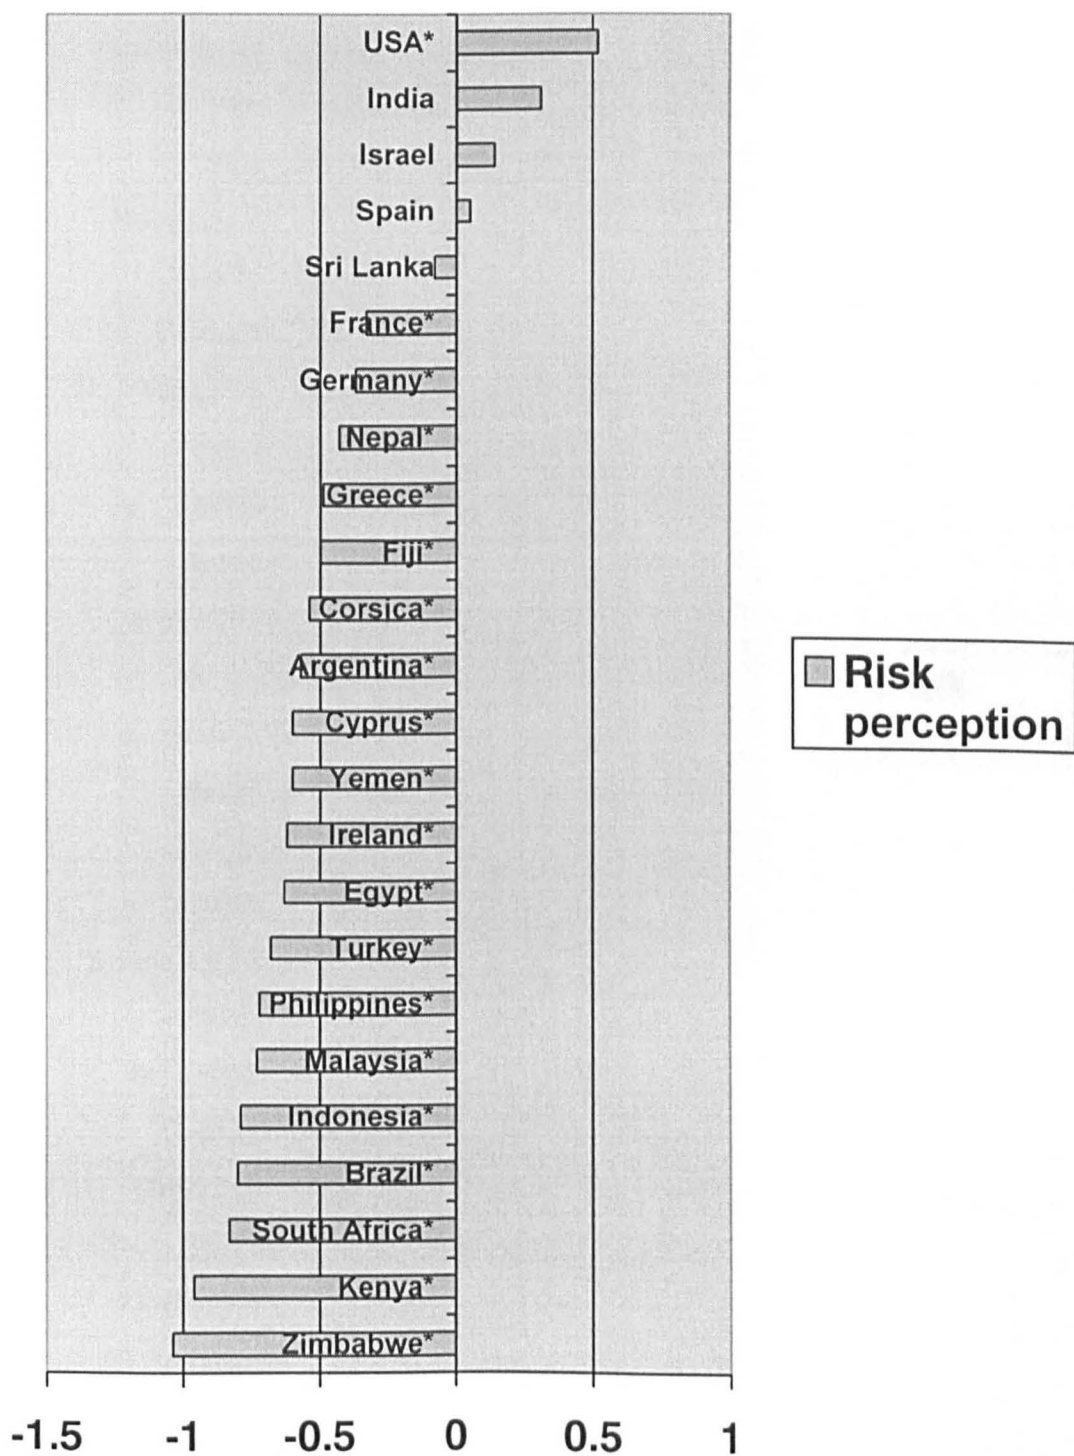 USA*
India
Israel
Spain
Sri Lanka
France*
Germany*
Nepal*
Greece*
Fiji*
Corsica*
Argentina*
Cyprus*
Yemen*
Ireland*
Egypt*
Turkey*
Philippines*
Malaysia*
Indonesia*
Brazil*
South Africa*
Kenya*
Zimbabwe*
-1.5 -1 -0.5 0 0.5 1
Risk
perception